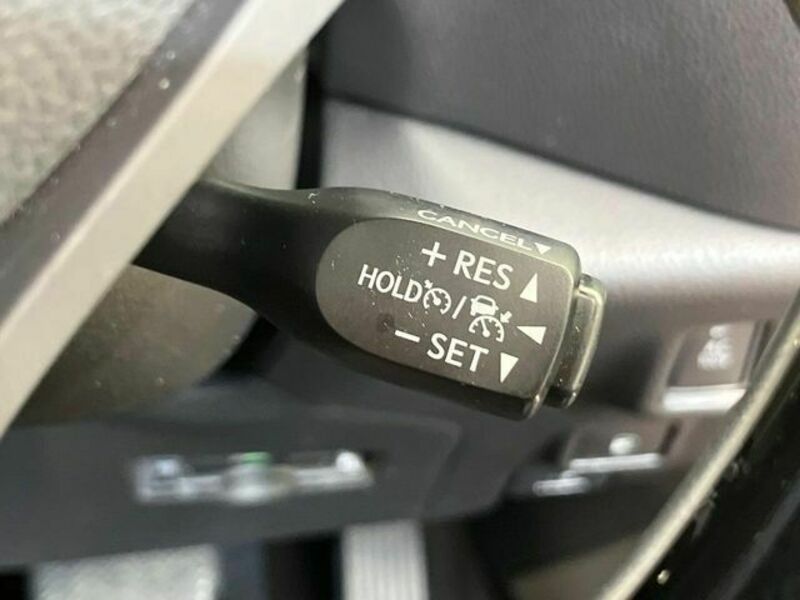 CANCEL▼
+ RES ▲
HOLD / ◀
− SET ▼